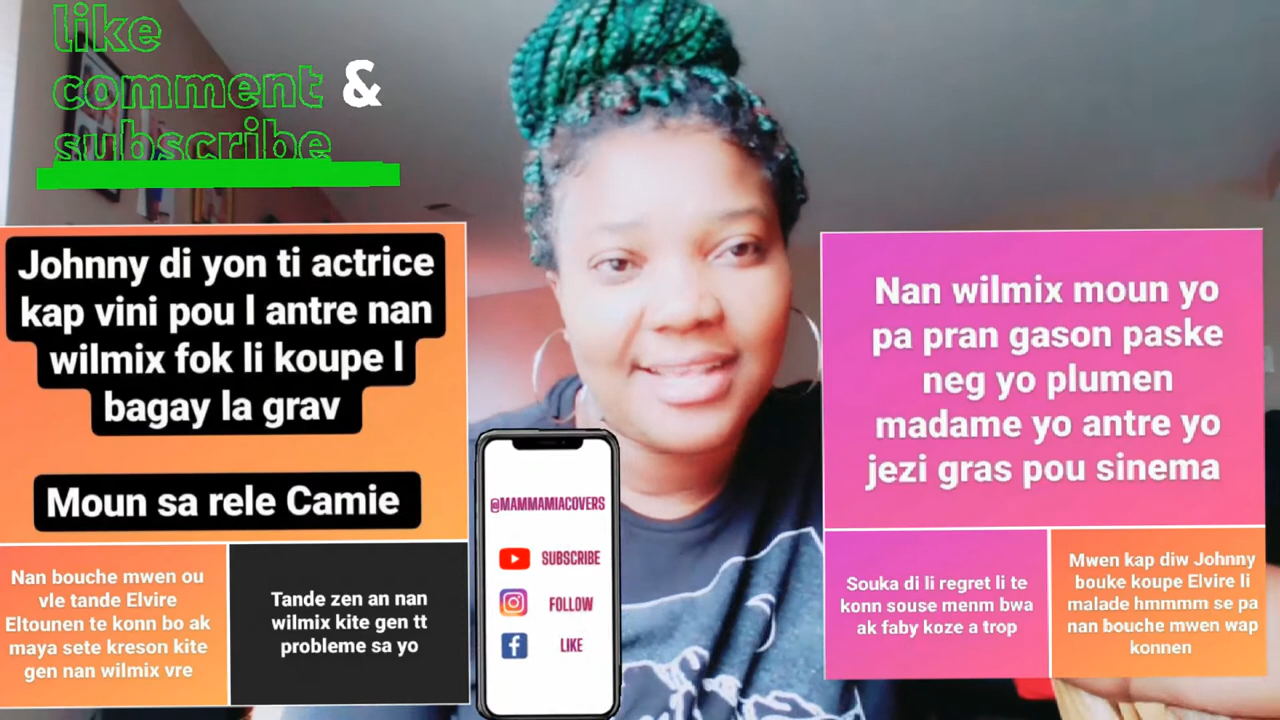 like
comment &
subscribe
Johnny di yon ti actrice
kap vini pou l antre nan
wilmix fok li koupe l
bagay la grav
Moun sa rele Camie
Nan bouche mwen ou
vle tande Elvire
Eltounen te konn bo ak
maya sete kreson kite
gen nan wilmix vre
Tande zen an nan
wilmix kite gen tt
probleme sa yo
@MAMMAMIACOVERS
SUBSCRIBE
FOLLOW
LIKE
Nan wilmix moun yo
pa pran gason paske
neg yo plumen
madame yo antre yo
jezi gras pou sinema
Souka di li regret li te
konn souse menm bwa
ak faby koze a trop
Mwen kap diw Johnny
bouke koupe Elvire li
malade hmmmm se pa
nan bouche mwen wap
konnen